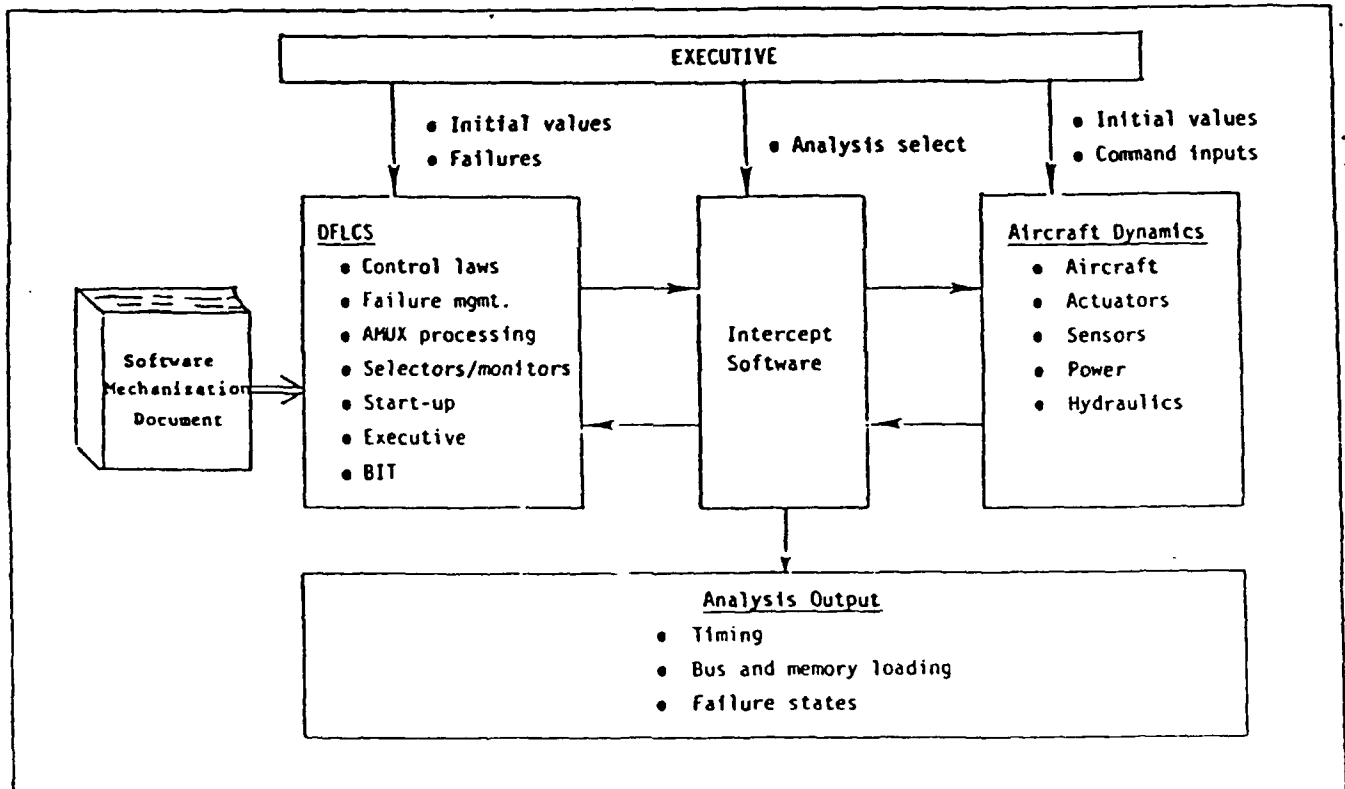 EXECUTIVE
• Initial values
• Failures
• Analysis select
• Initial values
• Command inputs
DFLCS
• Control laws
• Failure mgmt.
• AMUX processing
• Selectors/monitors
• Start-up
• Executive
• BIT
Intercept
Software
Aircraft Dynamics
• Aircraft
• Actuators
• Sensors
• Power
• Hydraulics
Software
Mechanization
Document
Analysis Output
• Timing
• Bus and memory loading
• Failure states